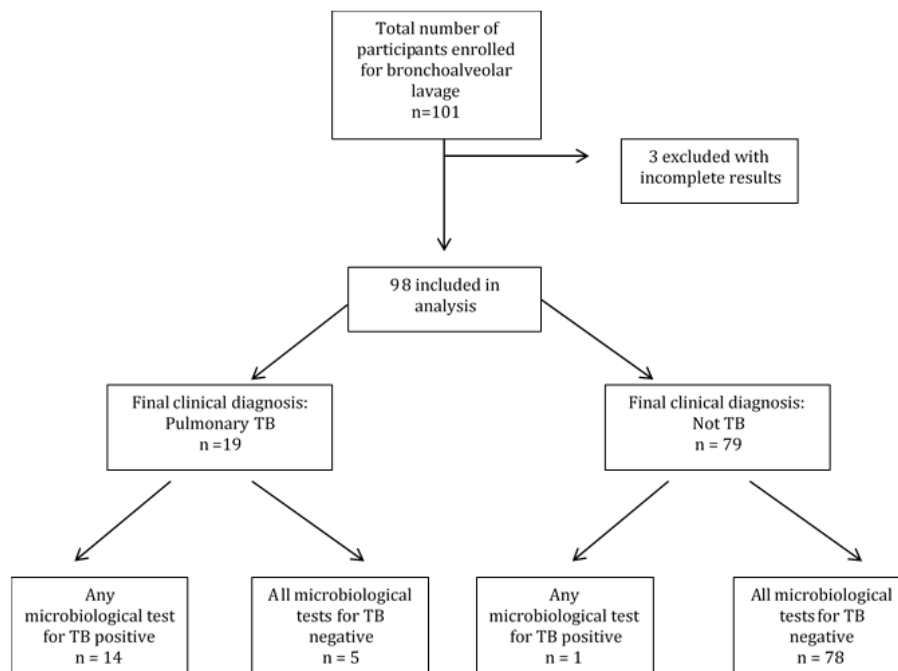 Total number of
participants enrolled
for bronchoalveolar
lavage
n=101
3 excluded with
incomplete results
98 included in
analysis
Final clinical diagnosis:
Pulmonary TB
n =19
Final clinical diagnosis:
Not TB
n = 79
Any
microbiological test
for TB positive
n = 14
All microbiological
tests for TB
negative
n = 5
Any
microbiological test
for TB positive
n = 1
All microbiological
tests for TB
negative
n = 78